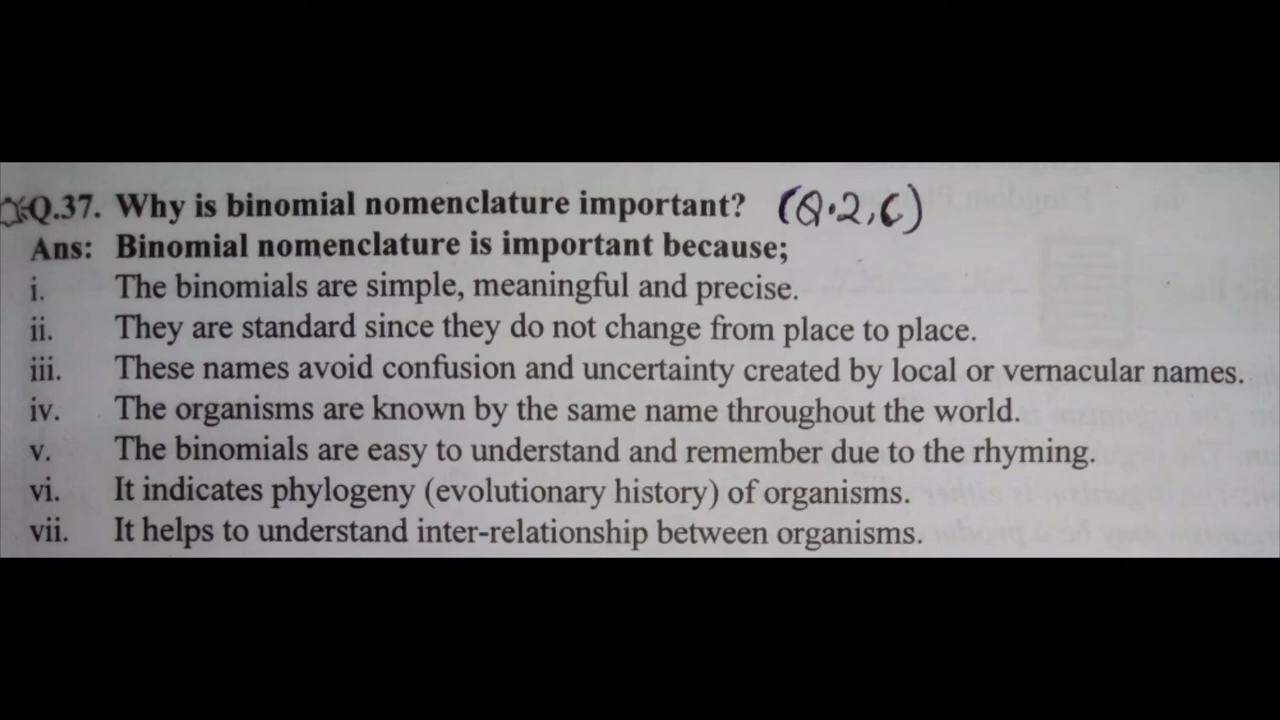 Q.37. Why is binomial nomenclature important? (Q.2,C)
Ans: Binomial nomenclature is important because;
i. The binomials are simple, meaningful and precise.
ii. They are standard since they do not change from place to place.
iii. These names avoid confusion and uncertainty created by local or vernacular names.
iv. The organisms are known by the same name throughout the world.
v. The binomials are easy to understand and remember due to the rhyming.
vi. It indicates phylogeny (evolutionary history) of organisms.
vii. It helps to understand inter-relationship between organisms.